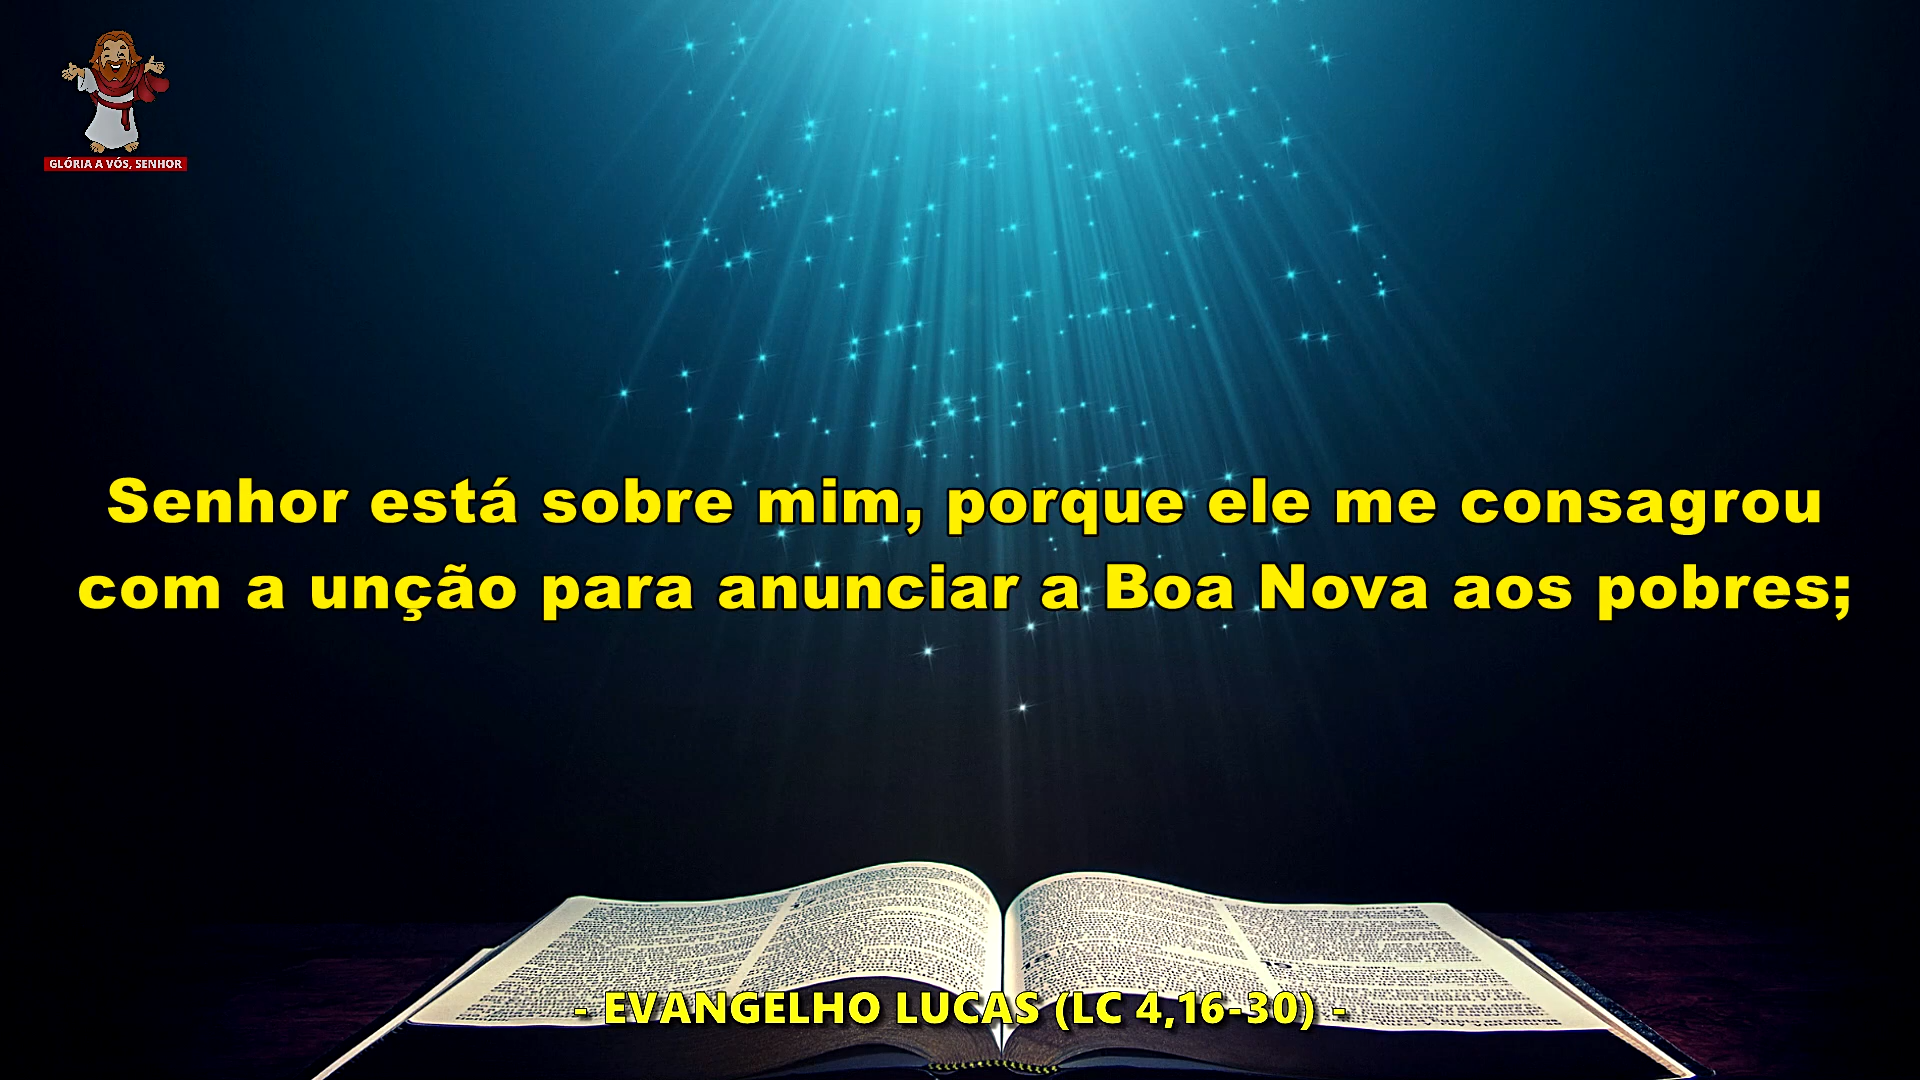 GLÓRIA A VÓS, SENHOR
Senhor está sobre mim, porque ele me consagrou
com a unção para anunciar a Boa Nova aos pobres;
- EVANGELHO LUCAS (LC 4,16-30) -